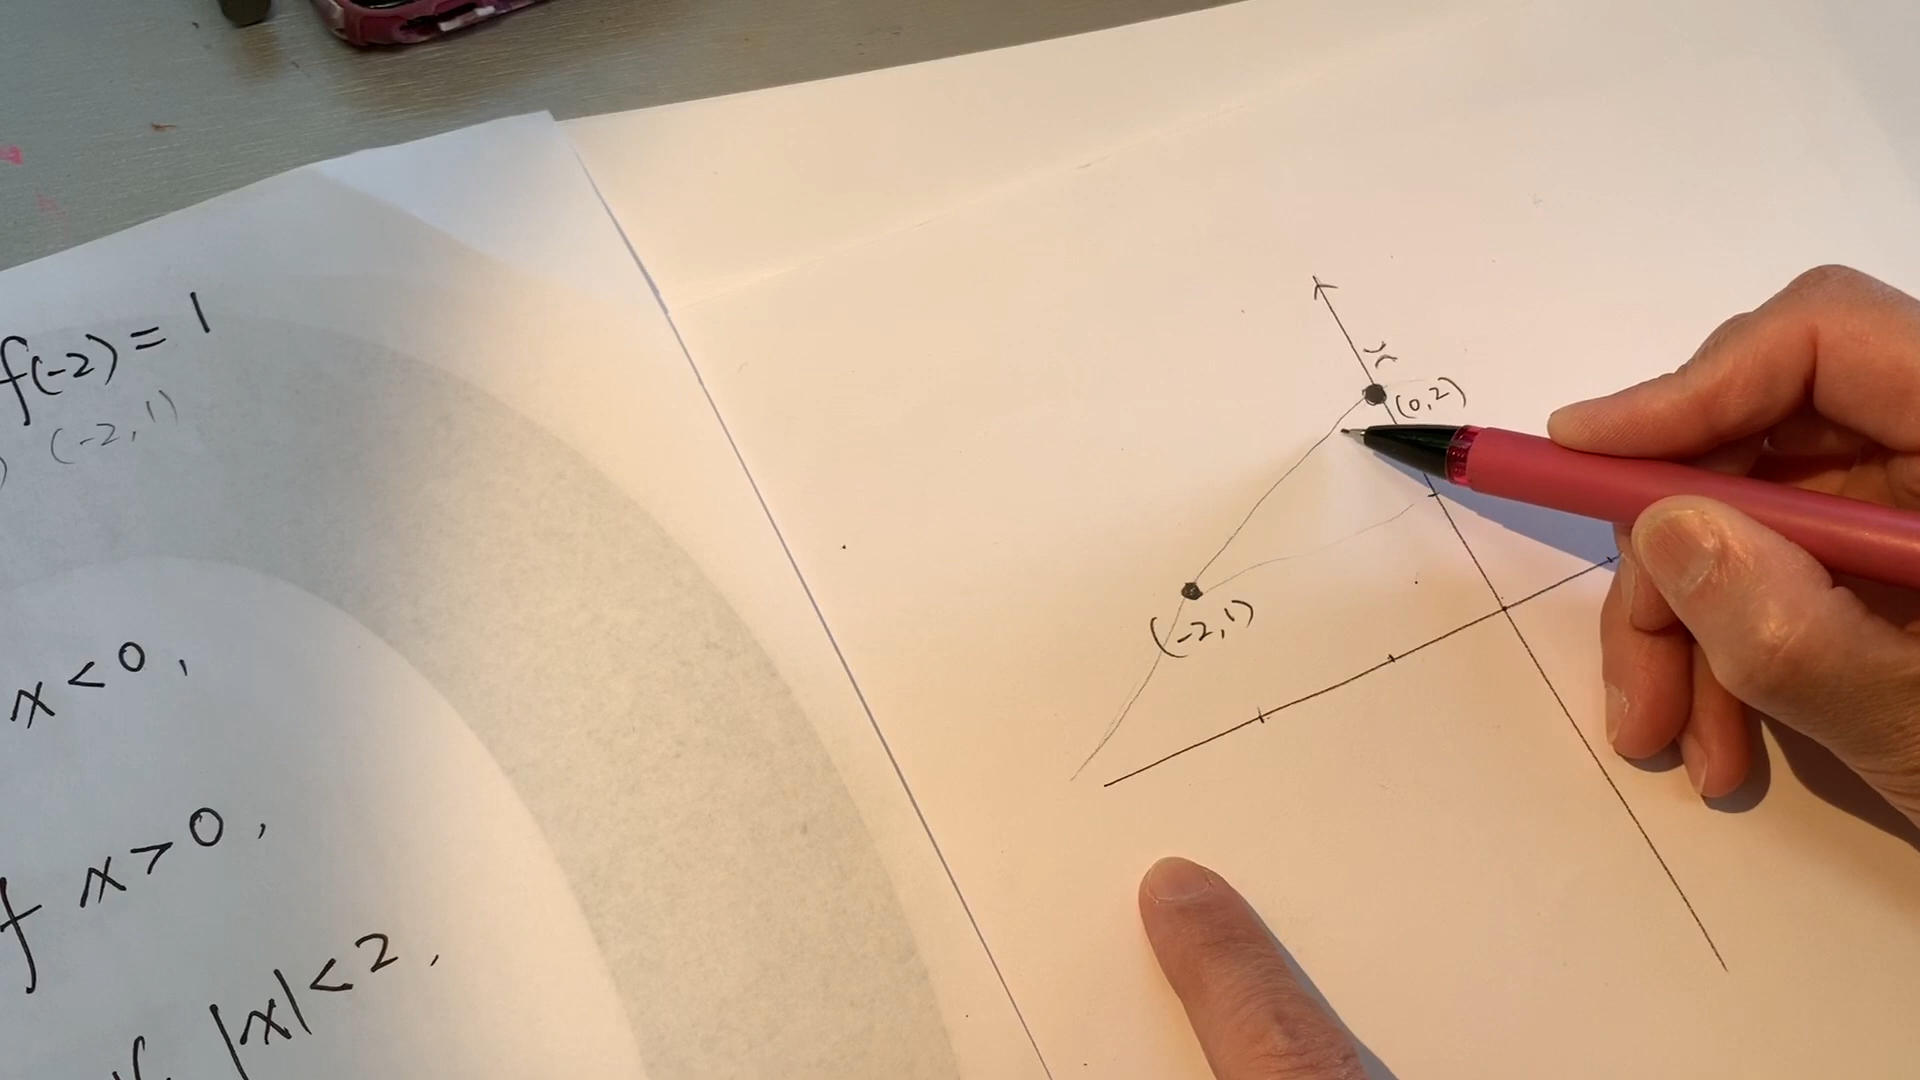 f(-2) = 1
) (-2, 1)
x < 0,
f x > 0,
|x| < 2,
(0, 2)
(-2, 1)